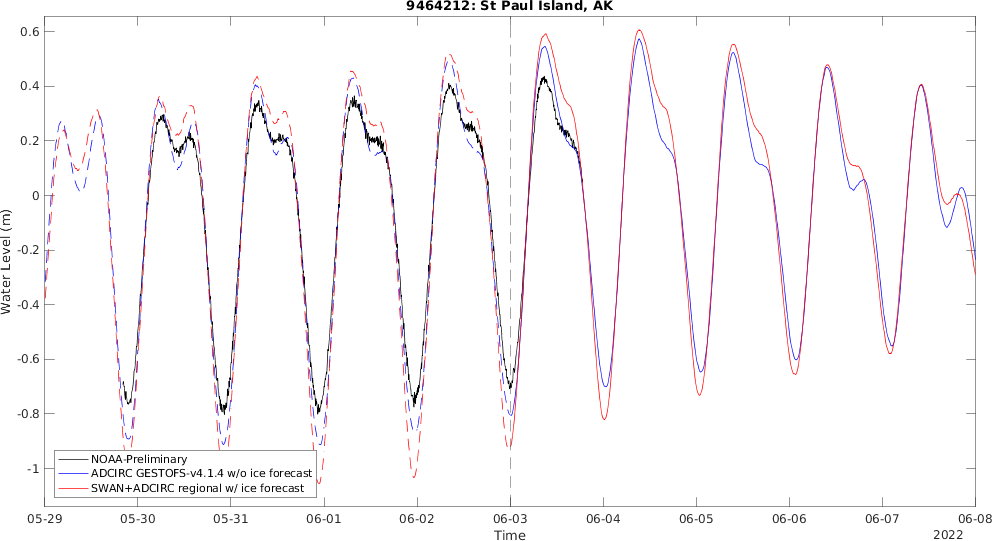 9464212: St Paul Island, AK
0.6
0.4
0.2
0
-0.2
-0.4
-0.6
-0.8
-1
Water Level (m)
NOAA-Preliminary
ADCIRC GESTOFS-v4.1.4 w/o ice forecast
SWAN+ADCIRC regional w/ ice forecast
05-29 05-30 05-31 06-01 06-02 06-03 06-04 06-05 06-06 06-07 06-08
Time
2022